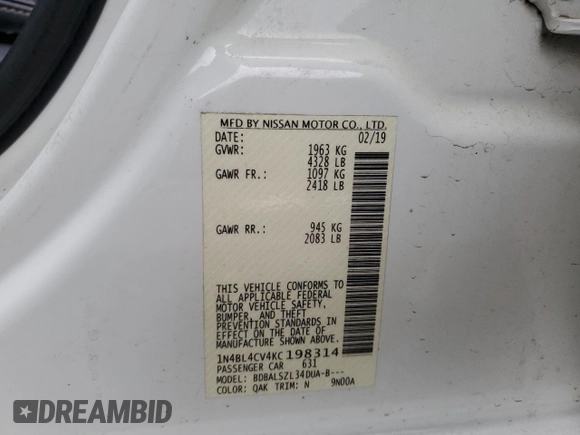 MFD BY NISSAN MOTOR CO., LTD.
DATE: 02/19
GVWR: 1963 KG
4328 LB
GAWR FR.: 1097 KG
2418 LB
GAWR RR.: 945 KG
2083 LB
THIS VEHICLE CONFORMS TO
ALL APPLICABLE FEDERAL
MOTOR VEHICLE SAFETY,
BUMPER, AND THEFT
PREVENTION STANDARDS IN
EFFECT ON THE DATE OF
MANUFACTURE SHOWN ABOVE.
1N4BL4CV4KC198314
PASSENGER CAR 631
MODEL: BDBALSZL34DUA-B---
COLOR: QAK TRIM: N 9N00A
EPICBID
EPICBID